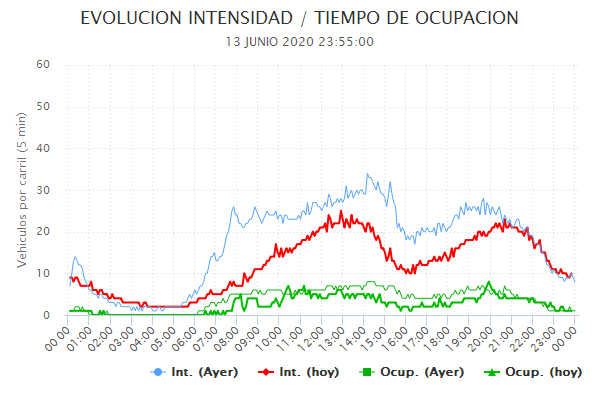 EVOLUCION INTENSIDAD / TIEMPO DE OCUPACION
13 JUNIO 2020 23:55:00
Vehiculos por carril (5 min)
60
50
40
30
20
10
0
00:00 01:00 02:00 03:00 04:00 05:00 06:00 07:00 08:00 09:00 10:00 11:00 12:00 13:00 14:00 15:00 16:00 17:00 18:00 19:00 20:00 21:00 22:00 23:00 00:00
Int. (Ayer) Int. (hoy) Ocup. (Ayer) Ocup. (hoy)